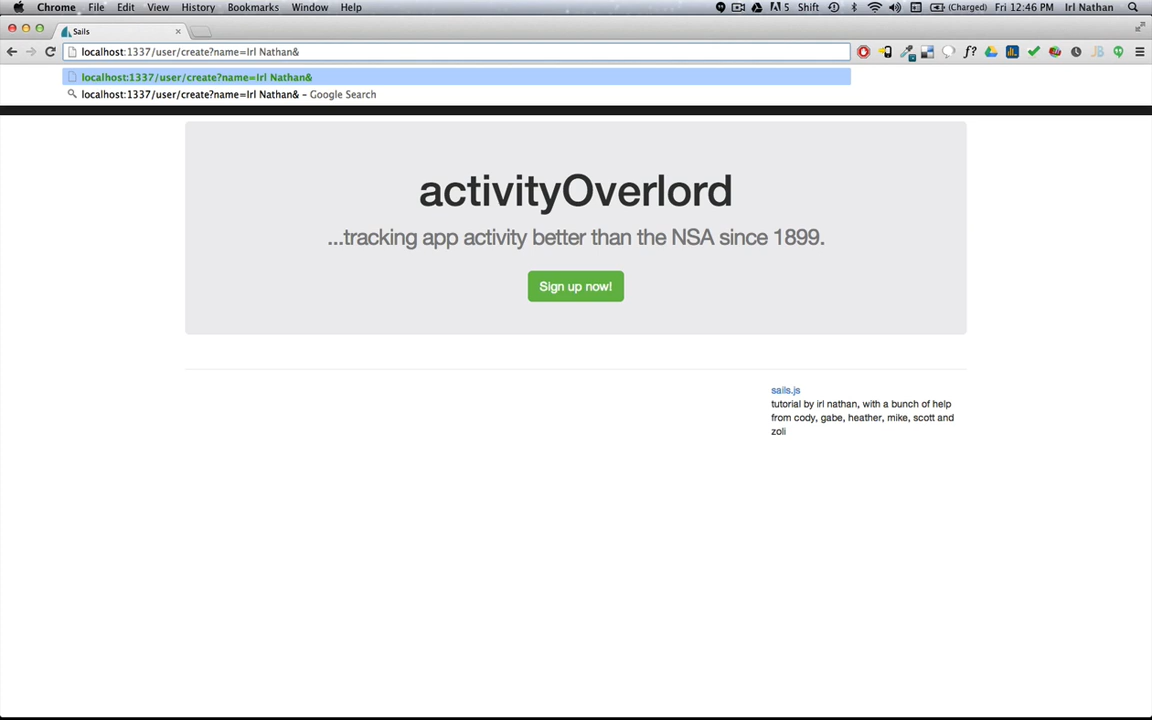 Chrome File Edit View History Bookmarks Window Help 5 Shift (Charged) Fri 12:46 PM Irl Nathan
Sails
localhost:1337/user/create?name=Irl Nathan&
localhost:1337/user/create?name=Irl Nathan&
localhost:1337/user/create?name=Irl Nathan& – Google Search
activityOverlord
...tracking app activity better than the NSA since 1899.
Sign up now!
sails.js
tutorial by irl nathan, with a bunch of help
from cody, gabe, heather, mike, scott and
zoli